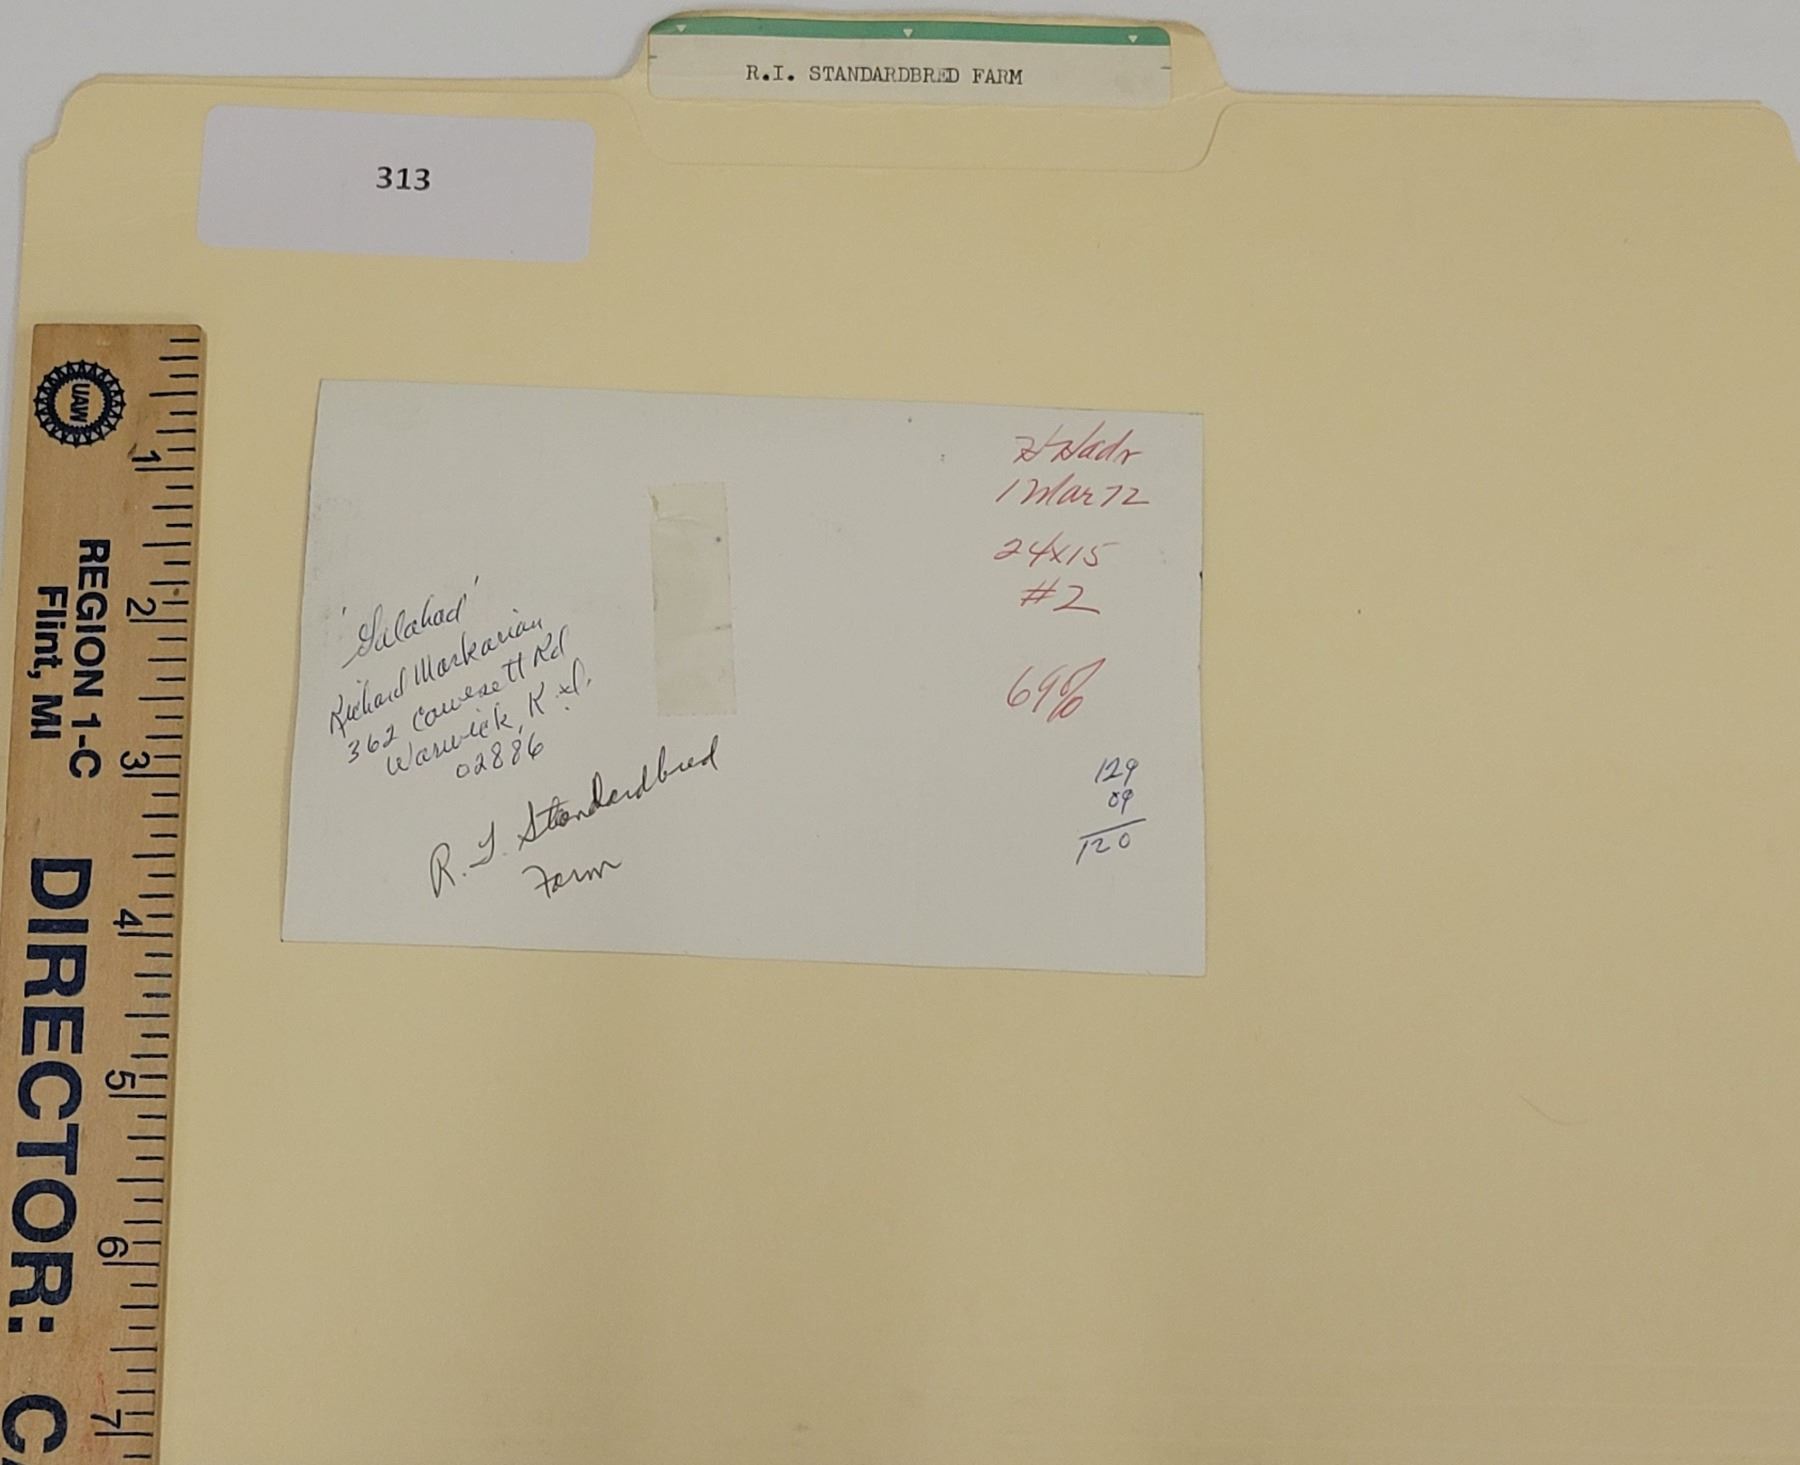 R.I. STANDARDBRED FARM
313
1 Mar 72
24x15
#2
69%
'Galahad'
Richard Markarian
362 Cowesett Rd
Warwick, R.I.
02886
R.I. Standardbred
Farm
129
09
120
UAW
REGION 1-C
Flint, MI
DIRECTOR:
1
2
3
4
5
6
7